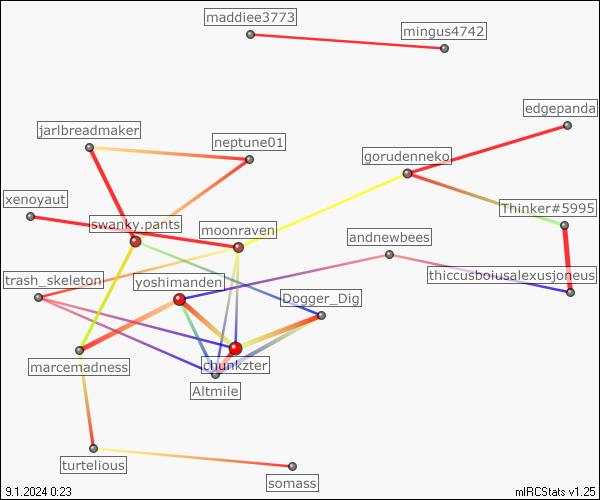 maddiee3773
mingus4742
edgepanda
jarlbreadmaker
neptune01
gorudenneko
xenoyaut
Thinker#5995
swanky.pants
moonraven
andnewbees
trash_skeleton
yoshimanden
thiccusbousalexusjoneus
Dogger_Dig
marcemadness
chunkzter
Altmile
turtelious
somass
9.1.2024 0:23
mIRCStats v1.25